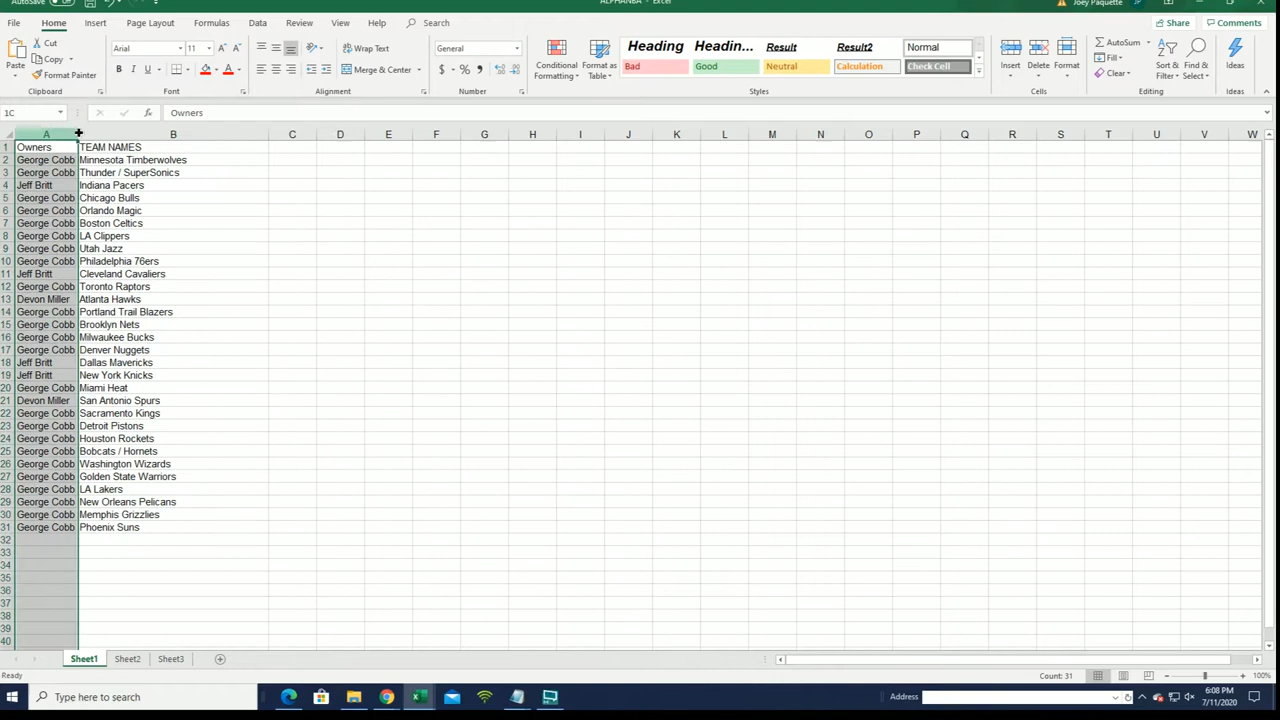 AutoSave Off ALPHANBA - Excel Joey Paquette JP
File Home Insert Page Layout Formulas Data Review View Help Search Share Comments
Paste Cut Copy Format Painter Clipboard
Arial 11 B I U A A A Font
Wrap Text Merge & Center Alignment
General $ % , Number
Conditional Formatting Format as Table
Heading Headin... Result Result2 Normal
Bad Good Neutral Calculation Check Cell
Styles
Insert Delete Format Cells
AutoSum Fill Clear Sort & Filter Find & Select Editing
Ideas Ideas
1C fx Owners
A B C D E F G H I J K L M N O P Q R S T U V W
1 Owners TEAM NAMES
2 George Cobb Minnesota Timberwolves
3 George Cobb Thunder / SuperSonics
4 Jeff Britt Indiana Pacers
5 George Cobb Chicago Bulls
6 George Cobb Orlando Magic
7 George Cobb Boston Celtics
8 George Cobb LA Clippers
9 George Cobb Utah Jazz
10 George Cobb Philadelphia 76ers
11 Jeff Britt Cleveland Cavaliers
12 George Cobb Toronto Raptors
13 Devon Miller Atlanta Hawks
14 George Cobb Portland Trail Blazers
15 George Cobb Brooklyn Nets
16 George Cobb Milwaukee Bucks
17 George Cobb Denver Nuggets
18 Jeff Britt Dallas Mavericks
19 Jeff Britt New York Knicks
20 George Cobb Miami Heat
21 Devon Miller San Antonio Spurs
22 George Cobb Sacramento Kings
23 George Cobb Detroit Pistons
24 George Cobb Houston Rockets
25 George Cobb Bobcats / Hornets
26 George Cobb Washington Wizards
27 George Cobb Golden State Warriors
28 George Cobb LA Lakers
29 George Cobb New Orleans Pelicans
30 George Cobb Memphis Grizzlies
31 George Cobb Phoenix Suns
32
33
34
35
36
37
38
39
40
Sheet1 Sheet2 Sheet3
Ready Count: 31 100%
Type here to search Address 6:08 PM
7/11/2020